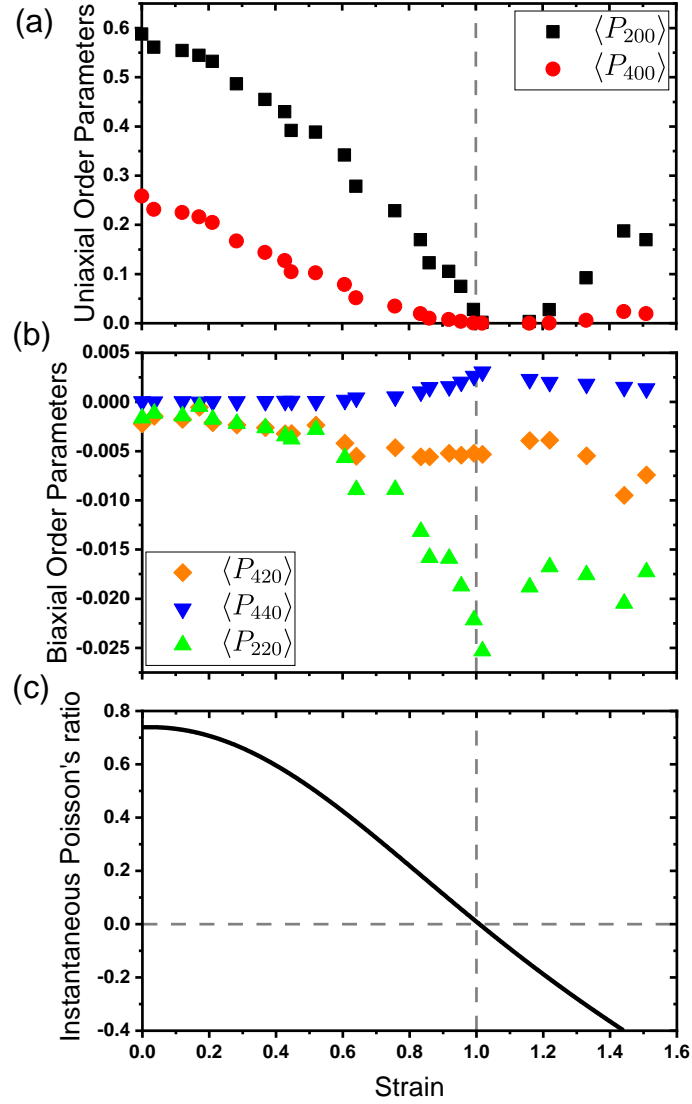 (a)
⟨P200⟩
⟨P400⟩
Uniaxial Order Parameters
0.6
0.5
0.4
0.3
0.2
0.1
0.0
(b)
Biaxial Order Parameters
0.005
0.000
-0.005
-0.010
-0.015
-0.020
-0.025
⟨P420⟩
⟨P440⟩
⟨P220⟩
(c)
Instantaneous Poisson's ratio
0.8
0.6
0.4
0.2
0.0
-0.2
-0.4
0.0 0.2 0.4 0.6 0.8 1.0 1.2 1.4 1.6
Strain